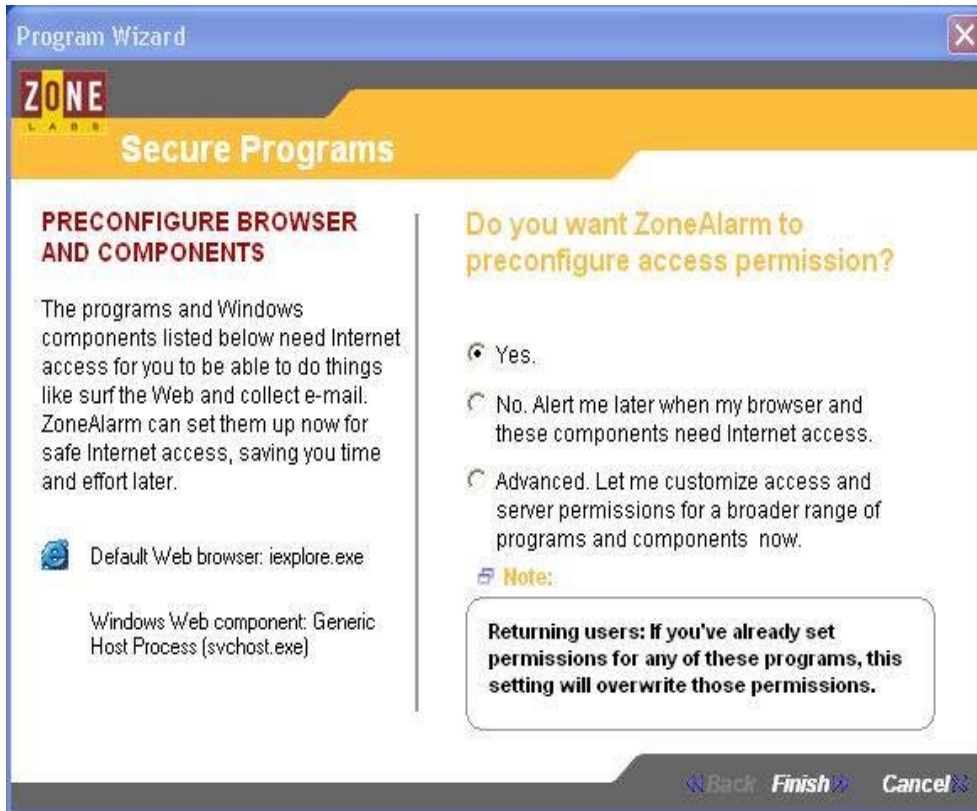 Program Wizard
ZONE
LABS
Secure Programs
PRECONFIGURE BROWSER
AND COMPONENTS
The programs and Windows
components listed below need Internet
access for you to be able to do things
like surf the Web and collect e-mail.
ZoneAlarm can set them up now for
safe Internet access, saving you time
and effort later.
Default Web browser: iexplore.exe
Windows Web component: Generic
Host Process (svchost.exe)
Do you want ZoneAlarm to
preconfigure access permission?
Yes.
No. Alert me later when my browser and
these components need Internet access.
Advanced. Let me customize access and
server permissions for a broader range of
programs and components now.
Note:
Returning users: If you've already set
permissions for any of these programs, this
setting will overwrite those permissions.
Back Finish Cancel